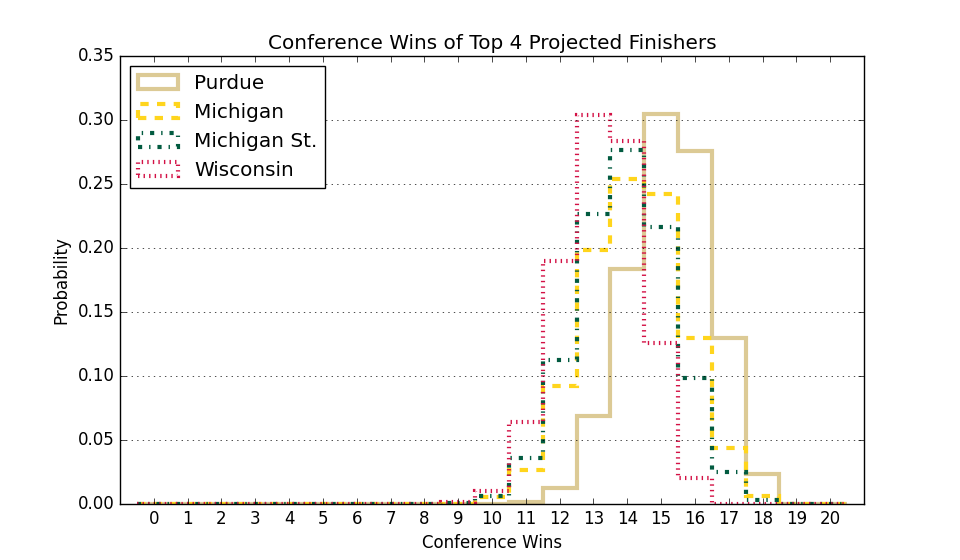 Conference Wins of Top 4 Projected Finishers
0.35
0.30
0.25
0.20
0.15
0.10
0.05
0.00
Probability
Purdue
Michigan
Michigan St.
Wisconsin
0 1 2 3 4 5 6 7 8 9 10 11 12 13 14 15 16 17 18 19 20
Conference Wins